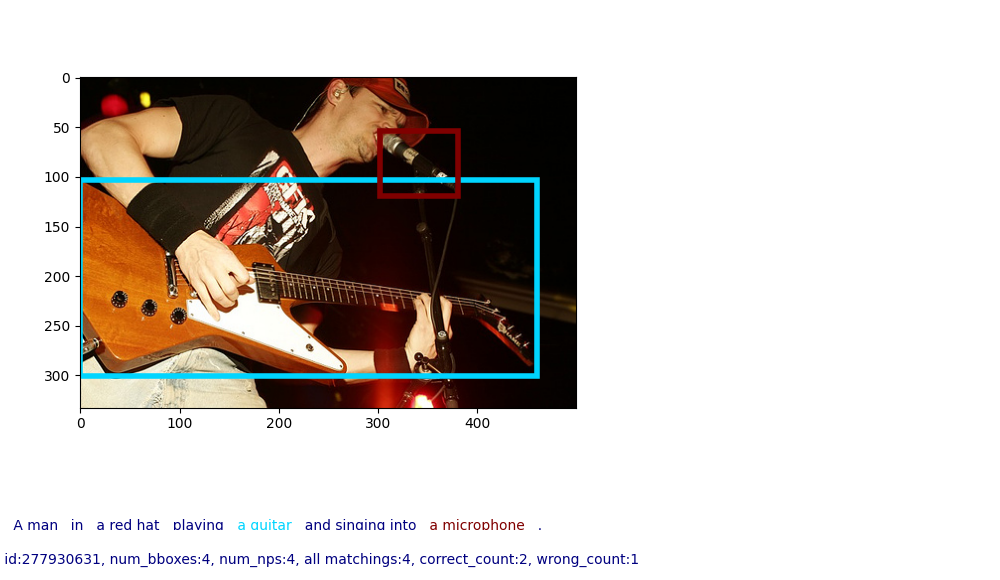 0
50
100
150
200
250
300
0 100 200 300 400
A man in a red hat playing a guitar and singing into a microphone .
id:277930631, num_bboxes:4, num_nps:4, all matchings:4, correct_count:2, wrong_count:1